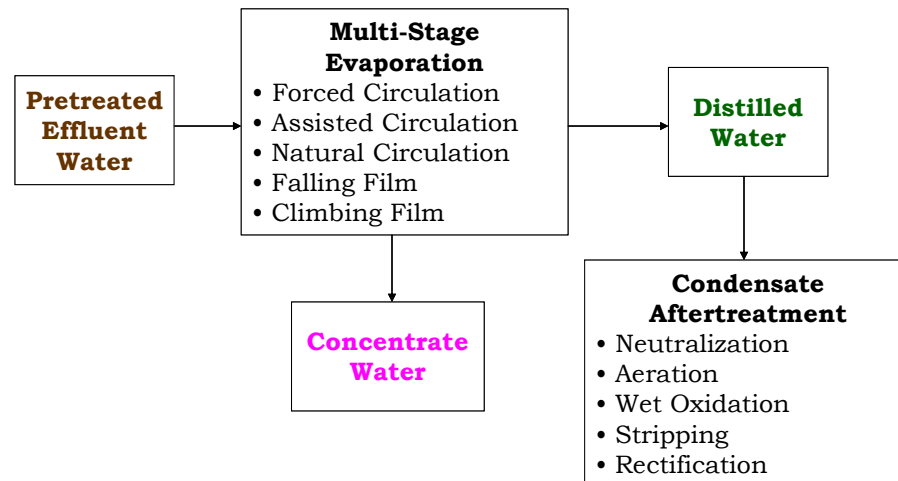 Pretreated
Effluent
Water
Multi-Stage
Evaporation
• Forced Circulation
• Assisted Circulation
• Natural Circulation
• Falling Film
• Climbing Film
Distilled
Water
Concentrate
Water
Condensate
Aftertreatment
• Neutralization
• Aeration
• Wet Oxidation
• Stripping
• Rectification